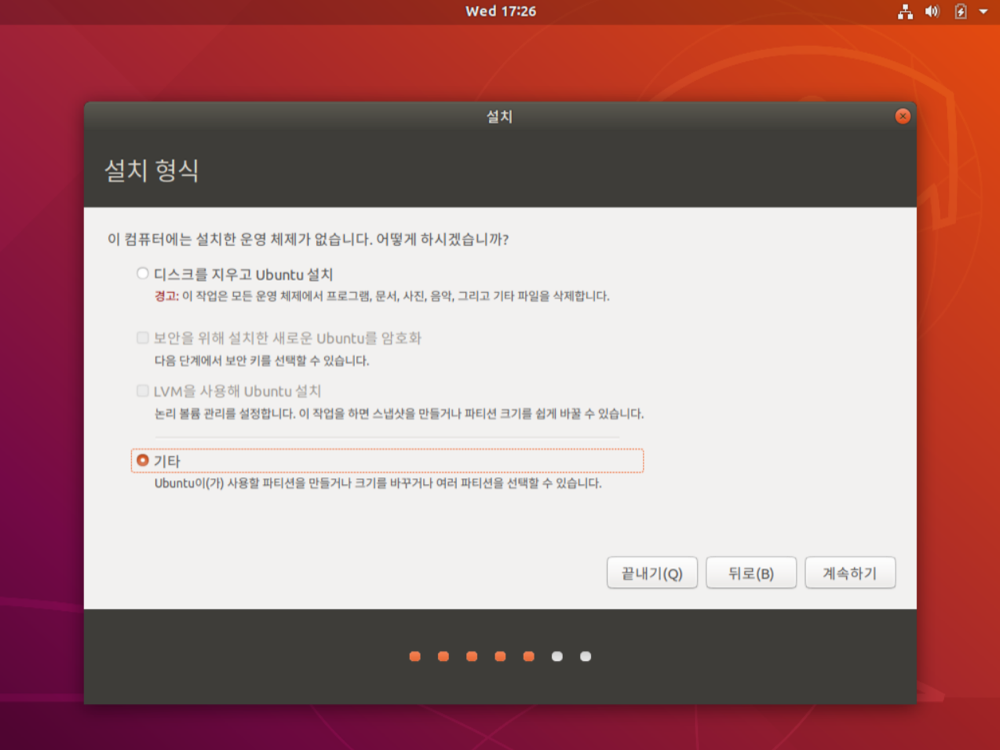 Wed 17:26
설치
설치 형식
이 컴퓨터에는 설치한 운영 체제가 없습니다. 어떻게 하시겠습니까?
디스크를 지우고 Ubuntu 설치
경고: 이 작업은 모든 운영 체제에서 프로그램, 문서, 사진, 음악, 그리고 기타 파일을 삭제합니다.
보안을 위해 설치한 새로운 Ubuntu를 암호화
다음 단계에서 보안 키를 선택할 수 있습니다.
LVM을 사용해 Ubuntu 설치
논리 볼륨 관리를 설정합니다. 이 작업을 하면 스냅샷을 만들거나 파티션 크기를 쉽게 바꿀 수 있습니다.
기타
Ubuntu이(가) 사용할 파티션을 만들거나 크기를 바꾸거나 여러 파티션을 선택할 수 있습니다.
끝내기(Q) 뒤로(B) 계속하기